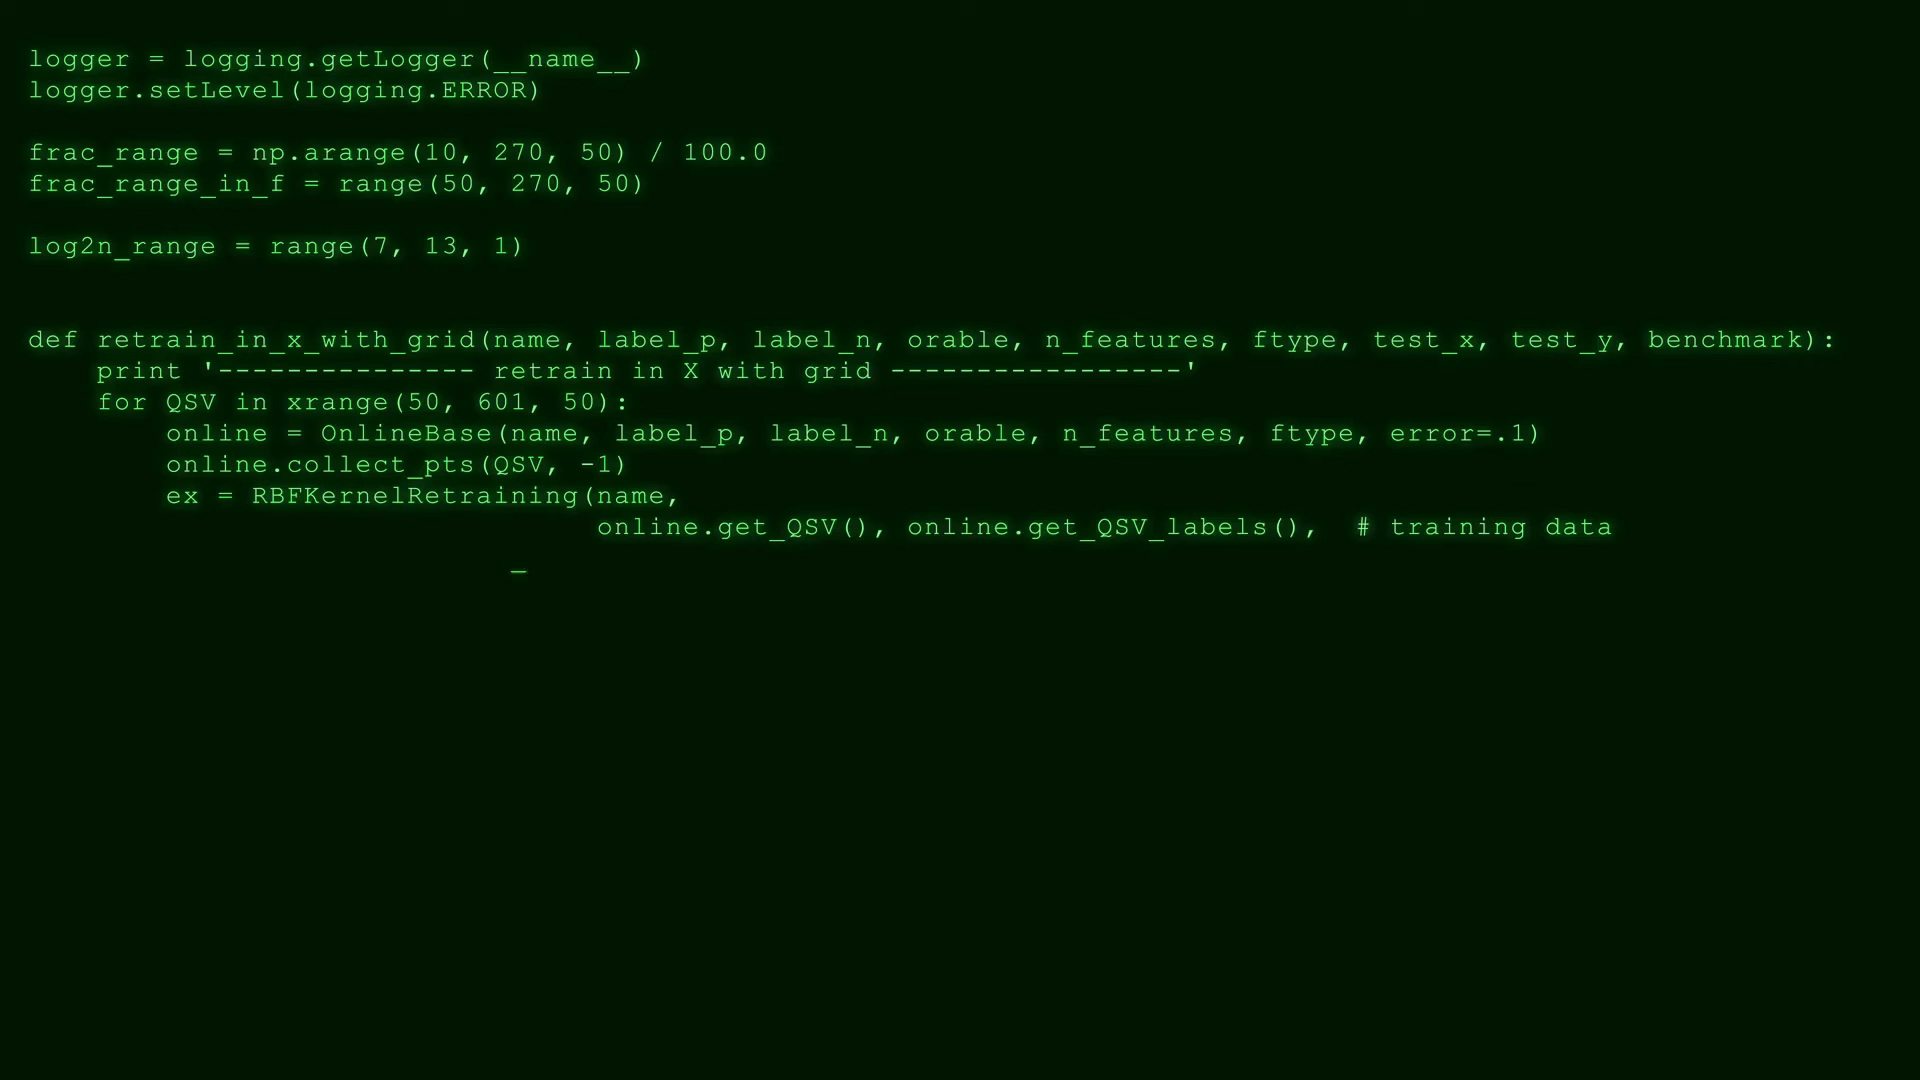 logger = logging.getLogger(__name__)
logger.setLevel(logging.ERROR)
frac_range = np.arange(10, 270, 50) / 100.0
frac_range_in_f = range(50, 270, 50)
log2n_range = range(7, 13, 1)
def retrain_in_x_with_grid(name, label_p, label_n, orable, n_features, ftype, test_x, test_y, benchmark):
    print '--------------- retrain in X with grid -----------------'
    for QSV in xrange(50, 601, 50):
        online = OnlineBase(name, label_p, label_n, orable, n_features, ftype, error=.1)
        online.collect_pts(QSV, -1)
        ex = RBFKernelRetraining(name,
                                 online.get_QSV(), online.get_QSV_labels(),  # training data
                            _